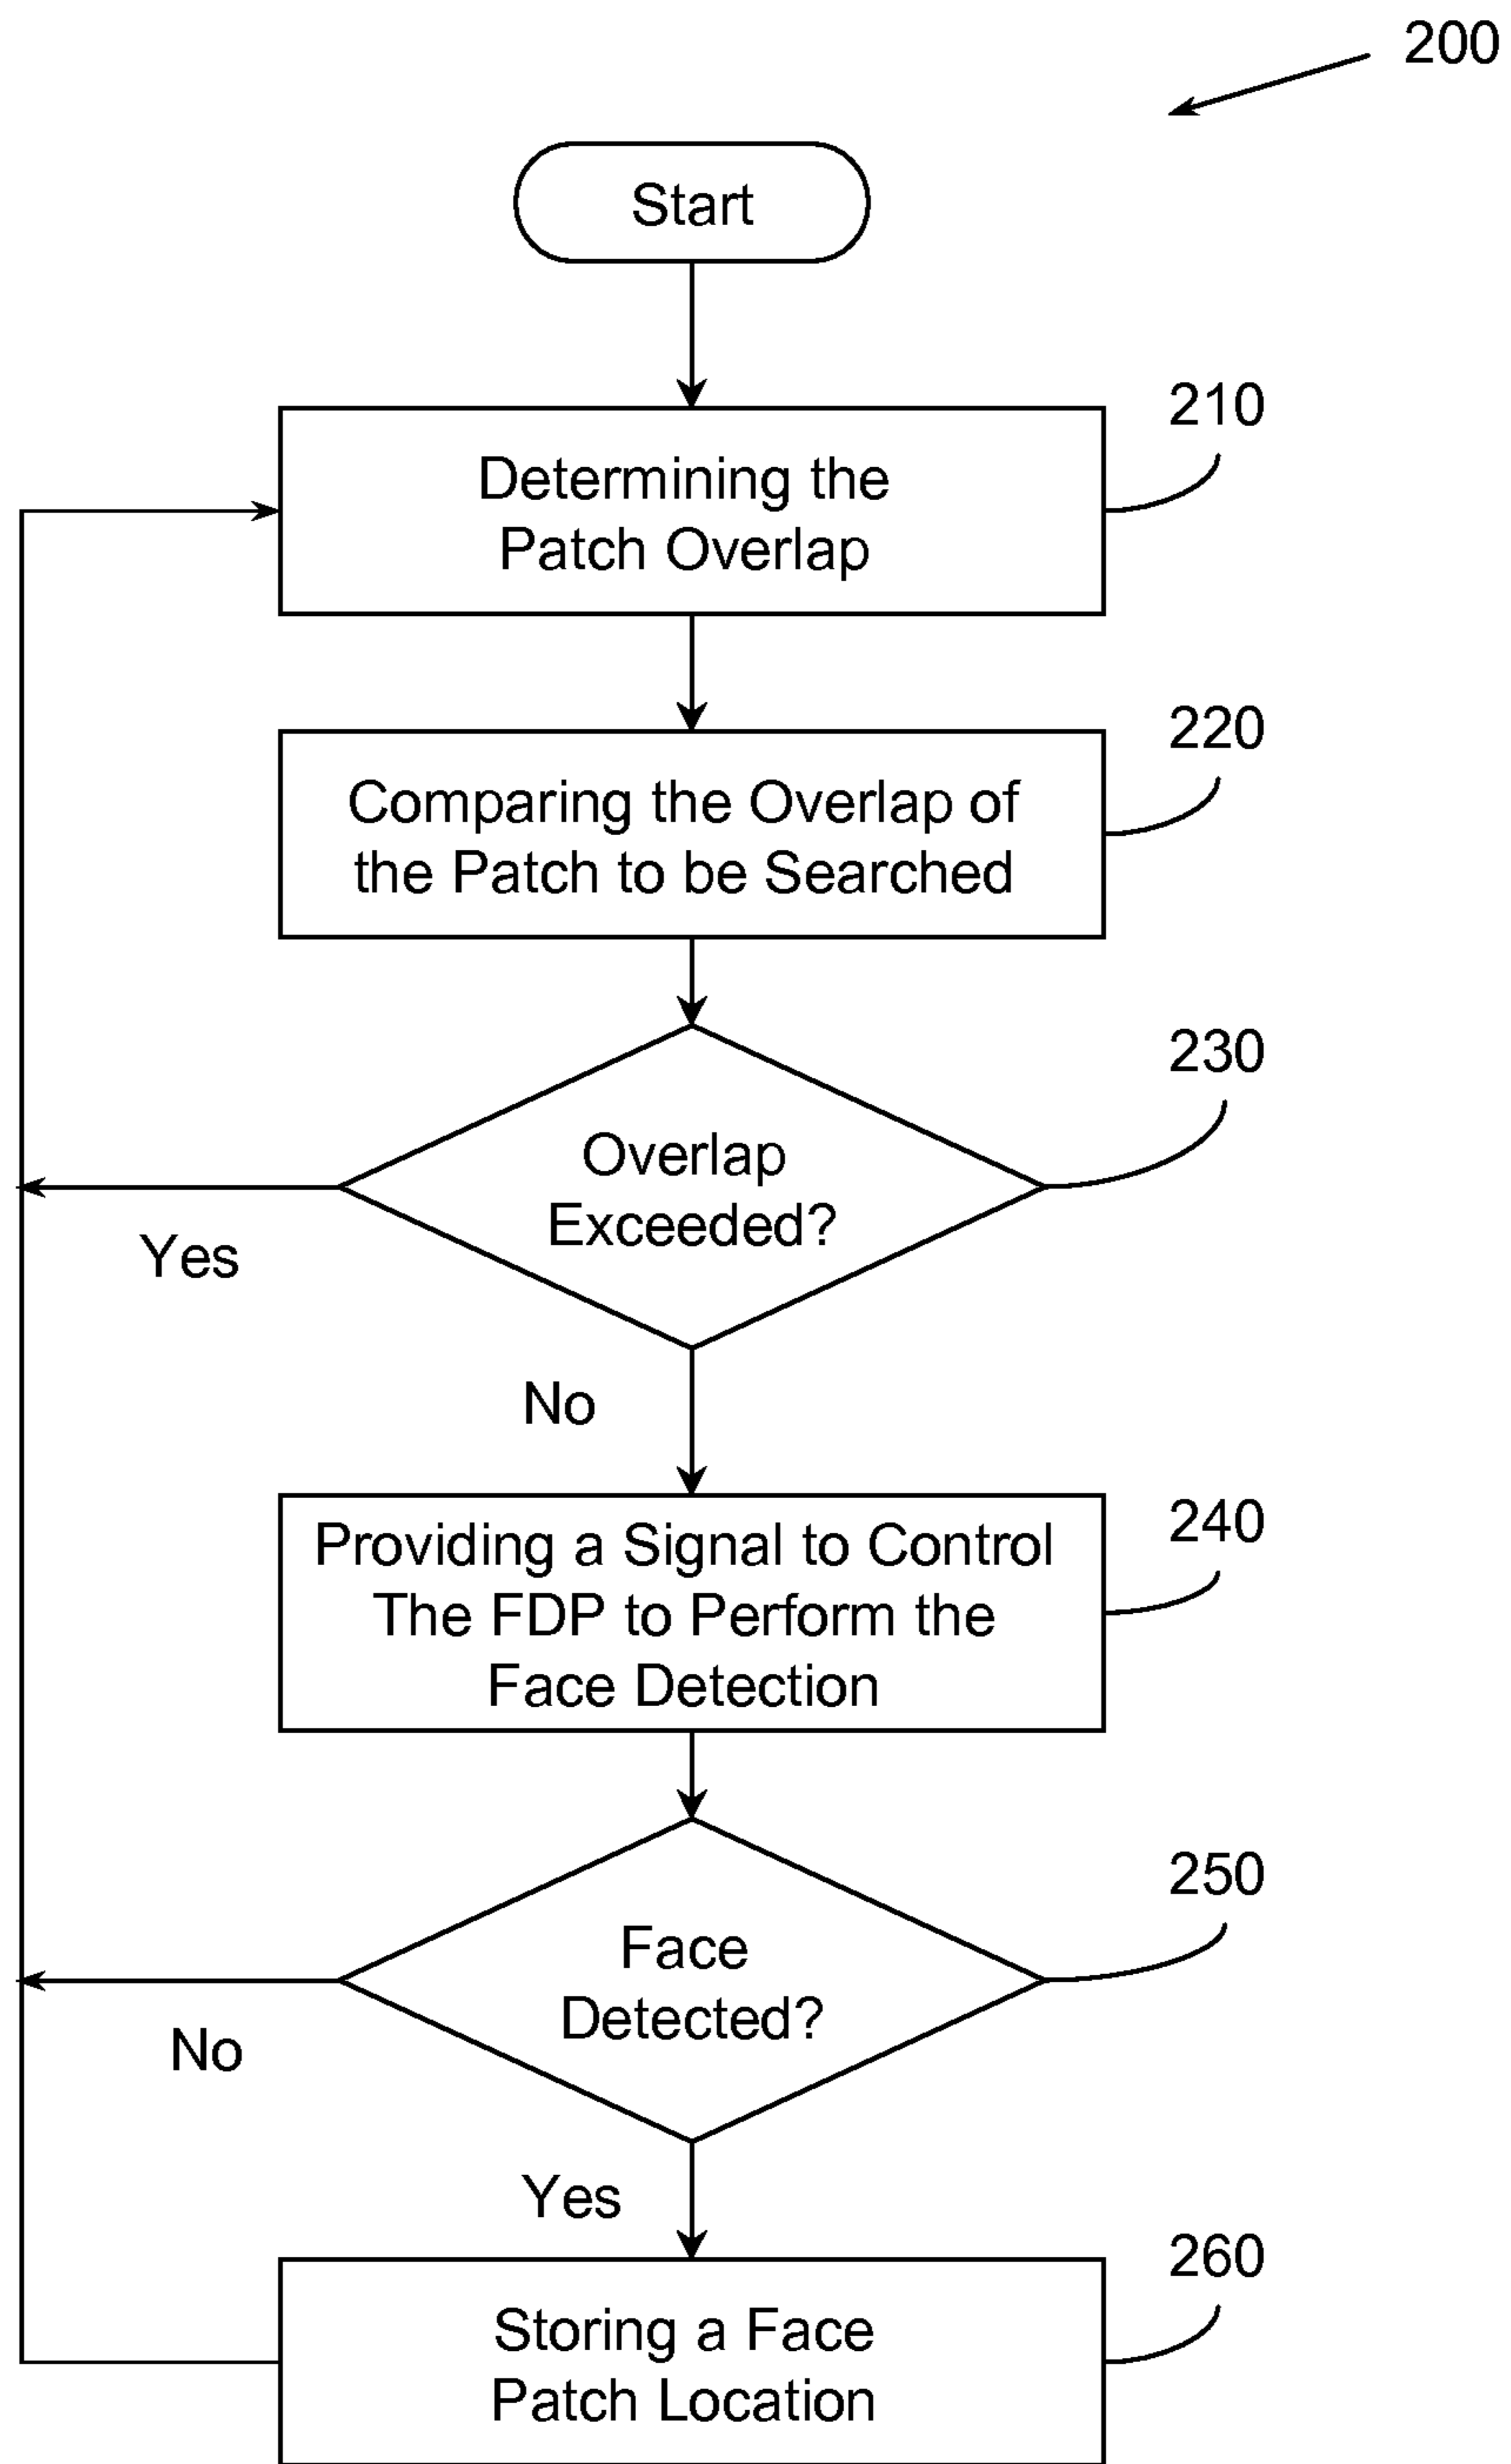 200
Start
210
Determining the
Patch Overlap
220
Comparing the Overlap of
the Patch to be Searched
230
Overlap
Exceeded?
Yes
No
240
Providing a Signal to Control
The FDP to Perform the
Face Detection
250
Face
Detected?
No
Yes
260
Storing a Face
Patch Location